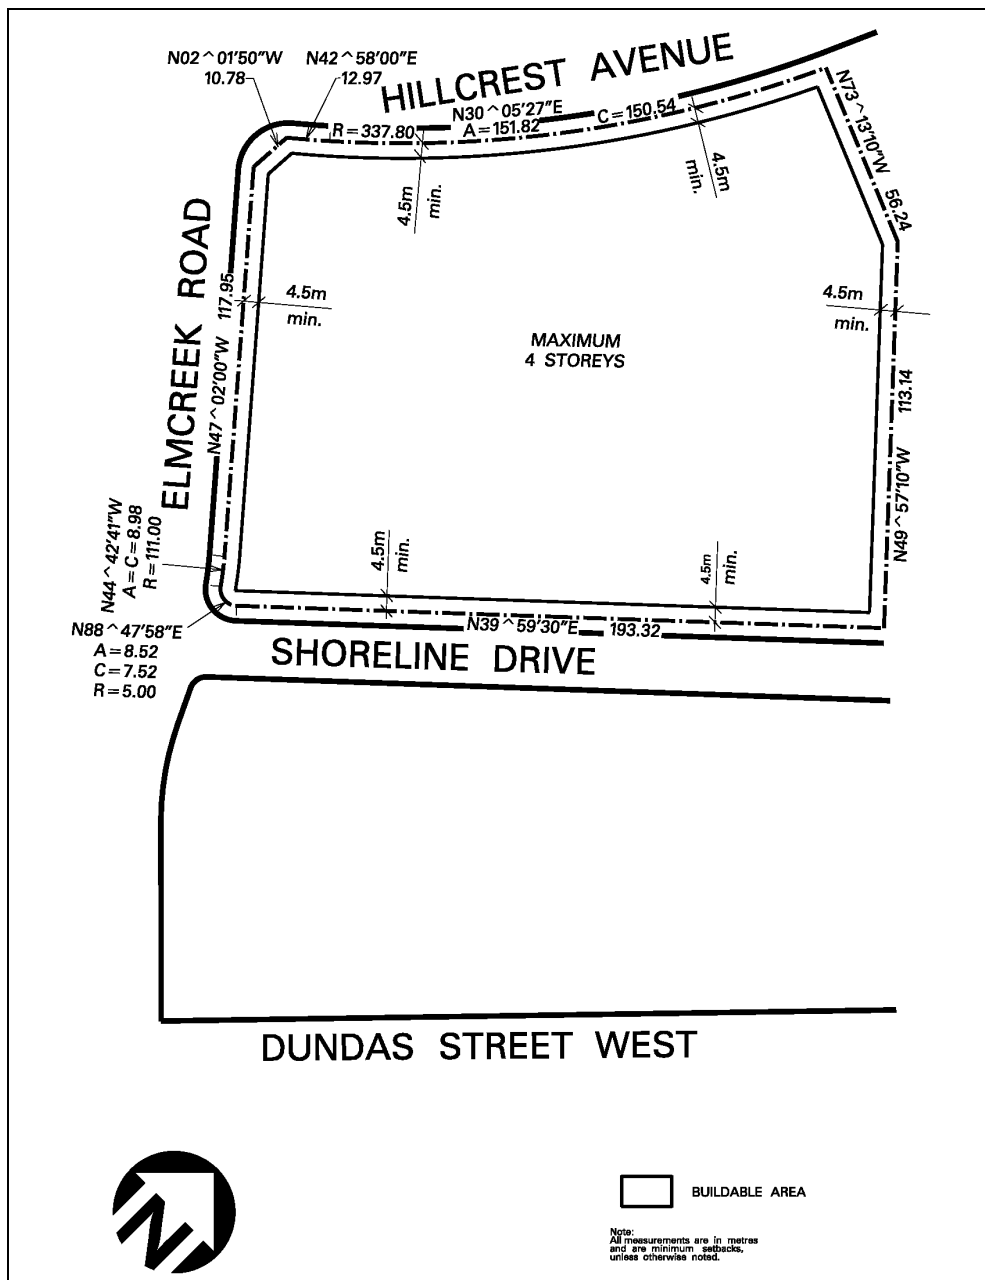 N02^01'50"W
10.78
N42^58'00"E
12.97
HILLCREST AVENUE
N30^05'27"E
R=337.80
A=151.82
C=150.54
N73^13'10"W 56.24
4.5m
min.
4.5m
min.
ELMCREEK ROAD
N47^02'00"W 117.95
4.5m
min.
4.5m
min.
MAXIMUM
4 STOREYS
N49^57'10"W 113.14
N44^42'41"W
A=C=8.98
R=111.00
4.5m
min.
4.5m
min.
N88^47'58"E
A=8.52
C=7.52
R=5.00
N39^59'30"E 193.32
SHORELINE DRIVE
DUNDAS STREET WEST
N
BUILDABLE AREA
Note:
All measurements are in metres
and are minimum setbacks,
unless otherwise noted.